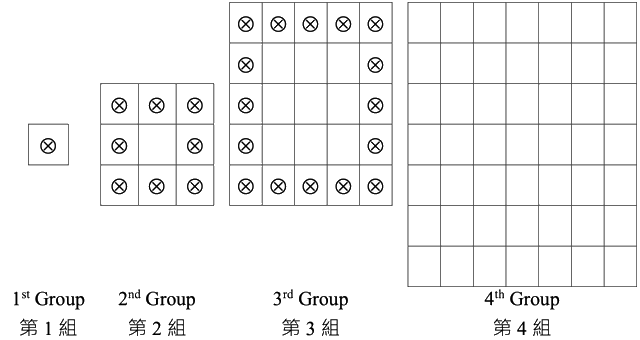 1st Group
第 1 組
2nd Group
第 2 組
3rd Group
第 3 組
4th Group
第 4 組